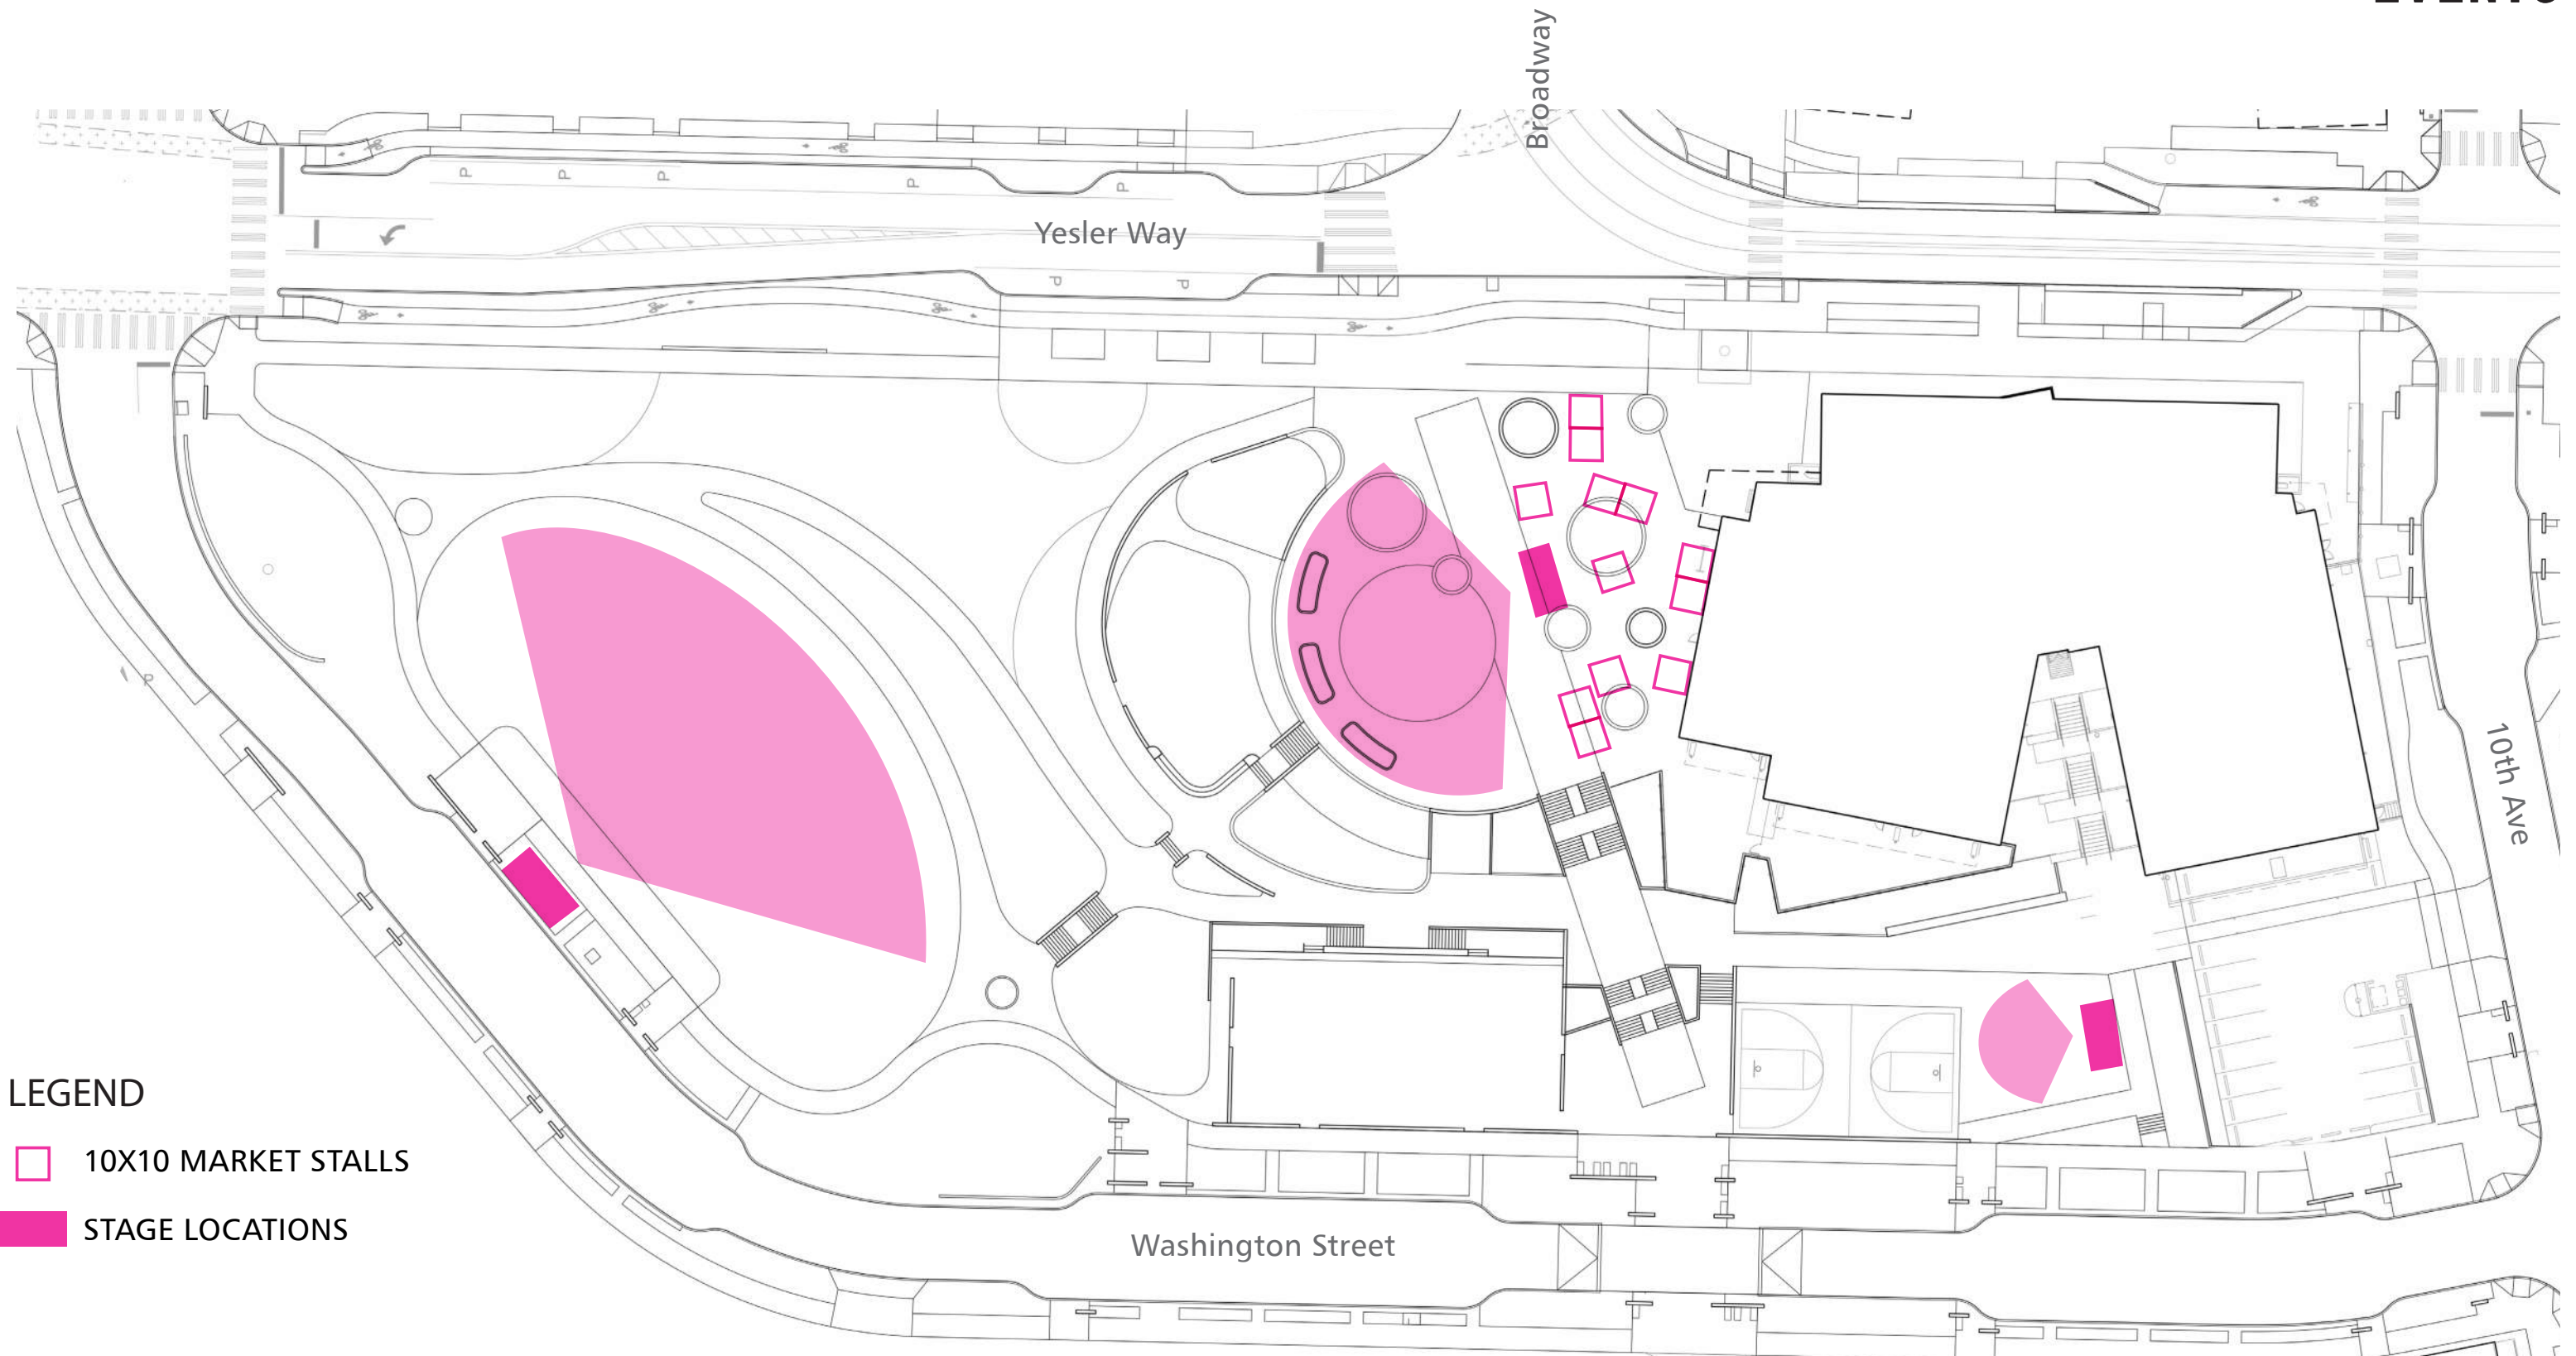 Broadway
Yesler Way
P
P
P
P
P
P
P
P
10th Ave
LEGEND
10X10 MARKET STALLS
STAGE LOCATIONS
Washington Street